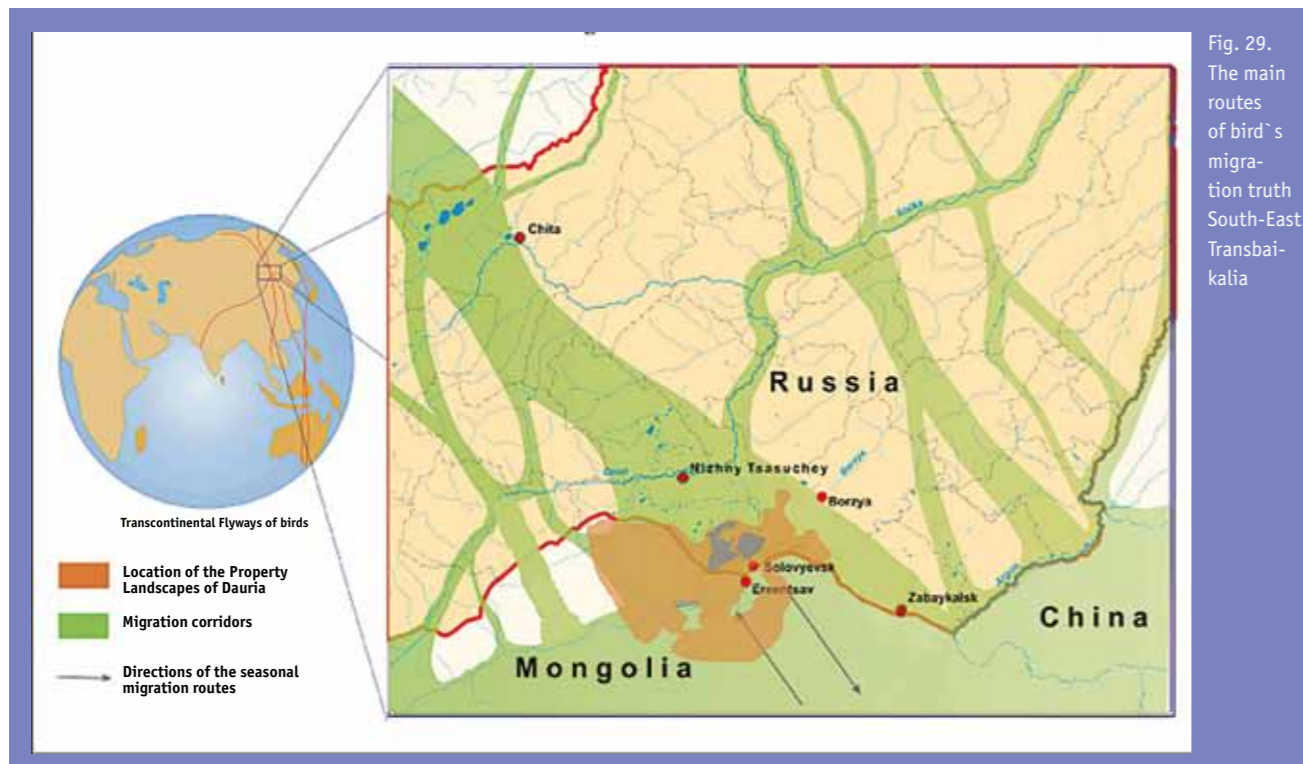 Fig. 29.
The main
routes
of bird`s
migra-
tion truth
South-East
Transbai-
kalia
Chita
Russia
Nizhny Tsasuchey
Borzya
Borzya
Solovyevsk
Ereentsav
Zabaykalsk
Argun
China
Mongolia
Transcontinental Flyways of birds
Location of the Property
Landscapes of Dauria
Migration corridors
Directions of the seasonal
migration routes